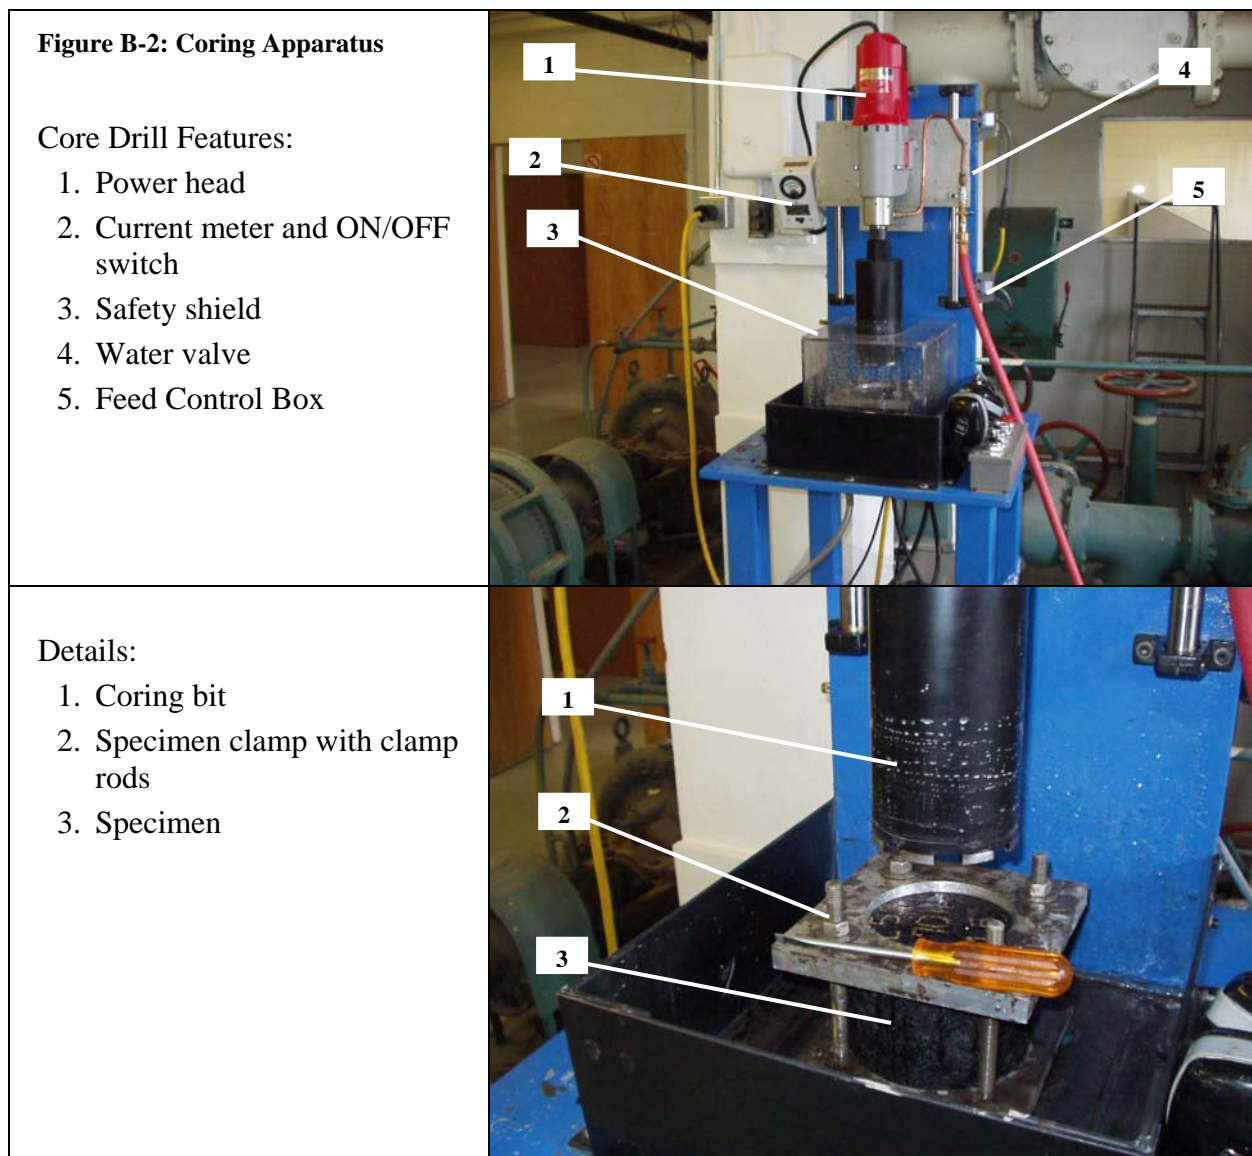 Figure B-2: Coring Apparatus
Core Drill Features:
1. Power head
2. Current meter and ON/OFF
switch
3. Safety shield
4. Water valve
5. Feed Control Box
1
2
3
4
5
Details:
1. Coring bit
2. Specimen clamp with clamp
rods
3. Specimen
1
2
3